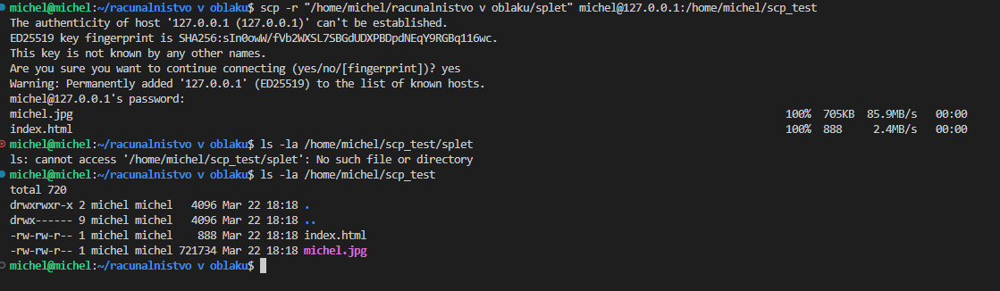 michel@michel:~/racunalnistvo v oblaku$ scp -r "/home/michel/racunalnistvo v oblaku/splet" michel@127.0.0.1:/home/michel/scp_test
The authenticity of host '127.0.0.1 (127.0.0.1)' can't be established.
ED25519 key fingerprint is SHA256:sIn0owW/fVb2WXSL7SBGdUDXPBDpdNEqY9RGBq116wc.
This key is not known by any other names.
Are you sure you want to continue connecting (yes/no/[fingerprint])? yes
Warning: Permanently added '127.0.0.1' (ED25519) to the list of known hosts.
michel@127.0.0.1's password:
michel.jpg 100% 705KB 85.9MB/s 00:00
index.html 100% 888 2.4MB/s 00:00
michel@michel:~/racunalnistvo v oblaku$ ls -la /home/michel/scp_test/splet
ls: cannot access '/home/michel/scp_test/splet': No such file or directory
michel@michel:~/racunalnistvo v oblaku$ ls -la /home/michel/scp_test
total 720
drwxrwxr-x 2 michel michel 4096 Mar 22 18:18 .
drwx------ 9 michel michel 4096 Mar 22 18:18 ..
-rw-rw-r-- 1 michel michel 888 Mar 22 18:18 index.html
-rw-rw-r-- 1 michel michel 721734 Mar 22 18:18 michel.jpg
michel@michel:~/racunalnistvo v oblaku$